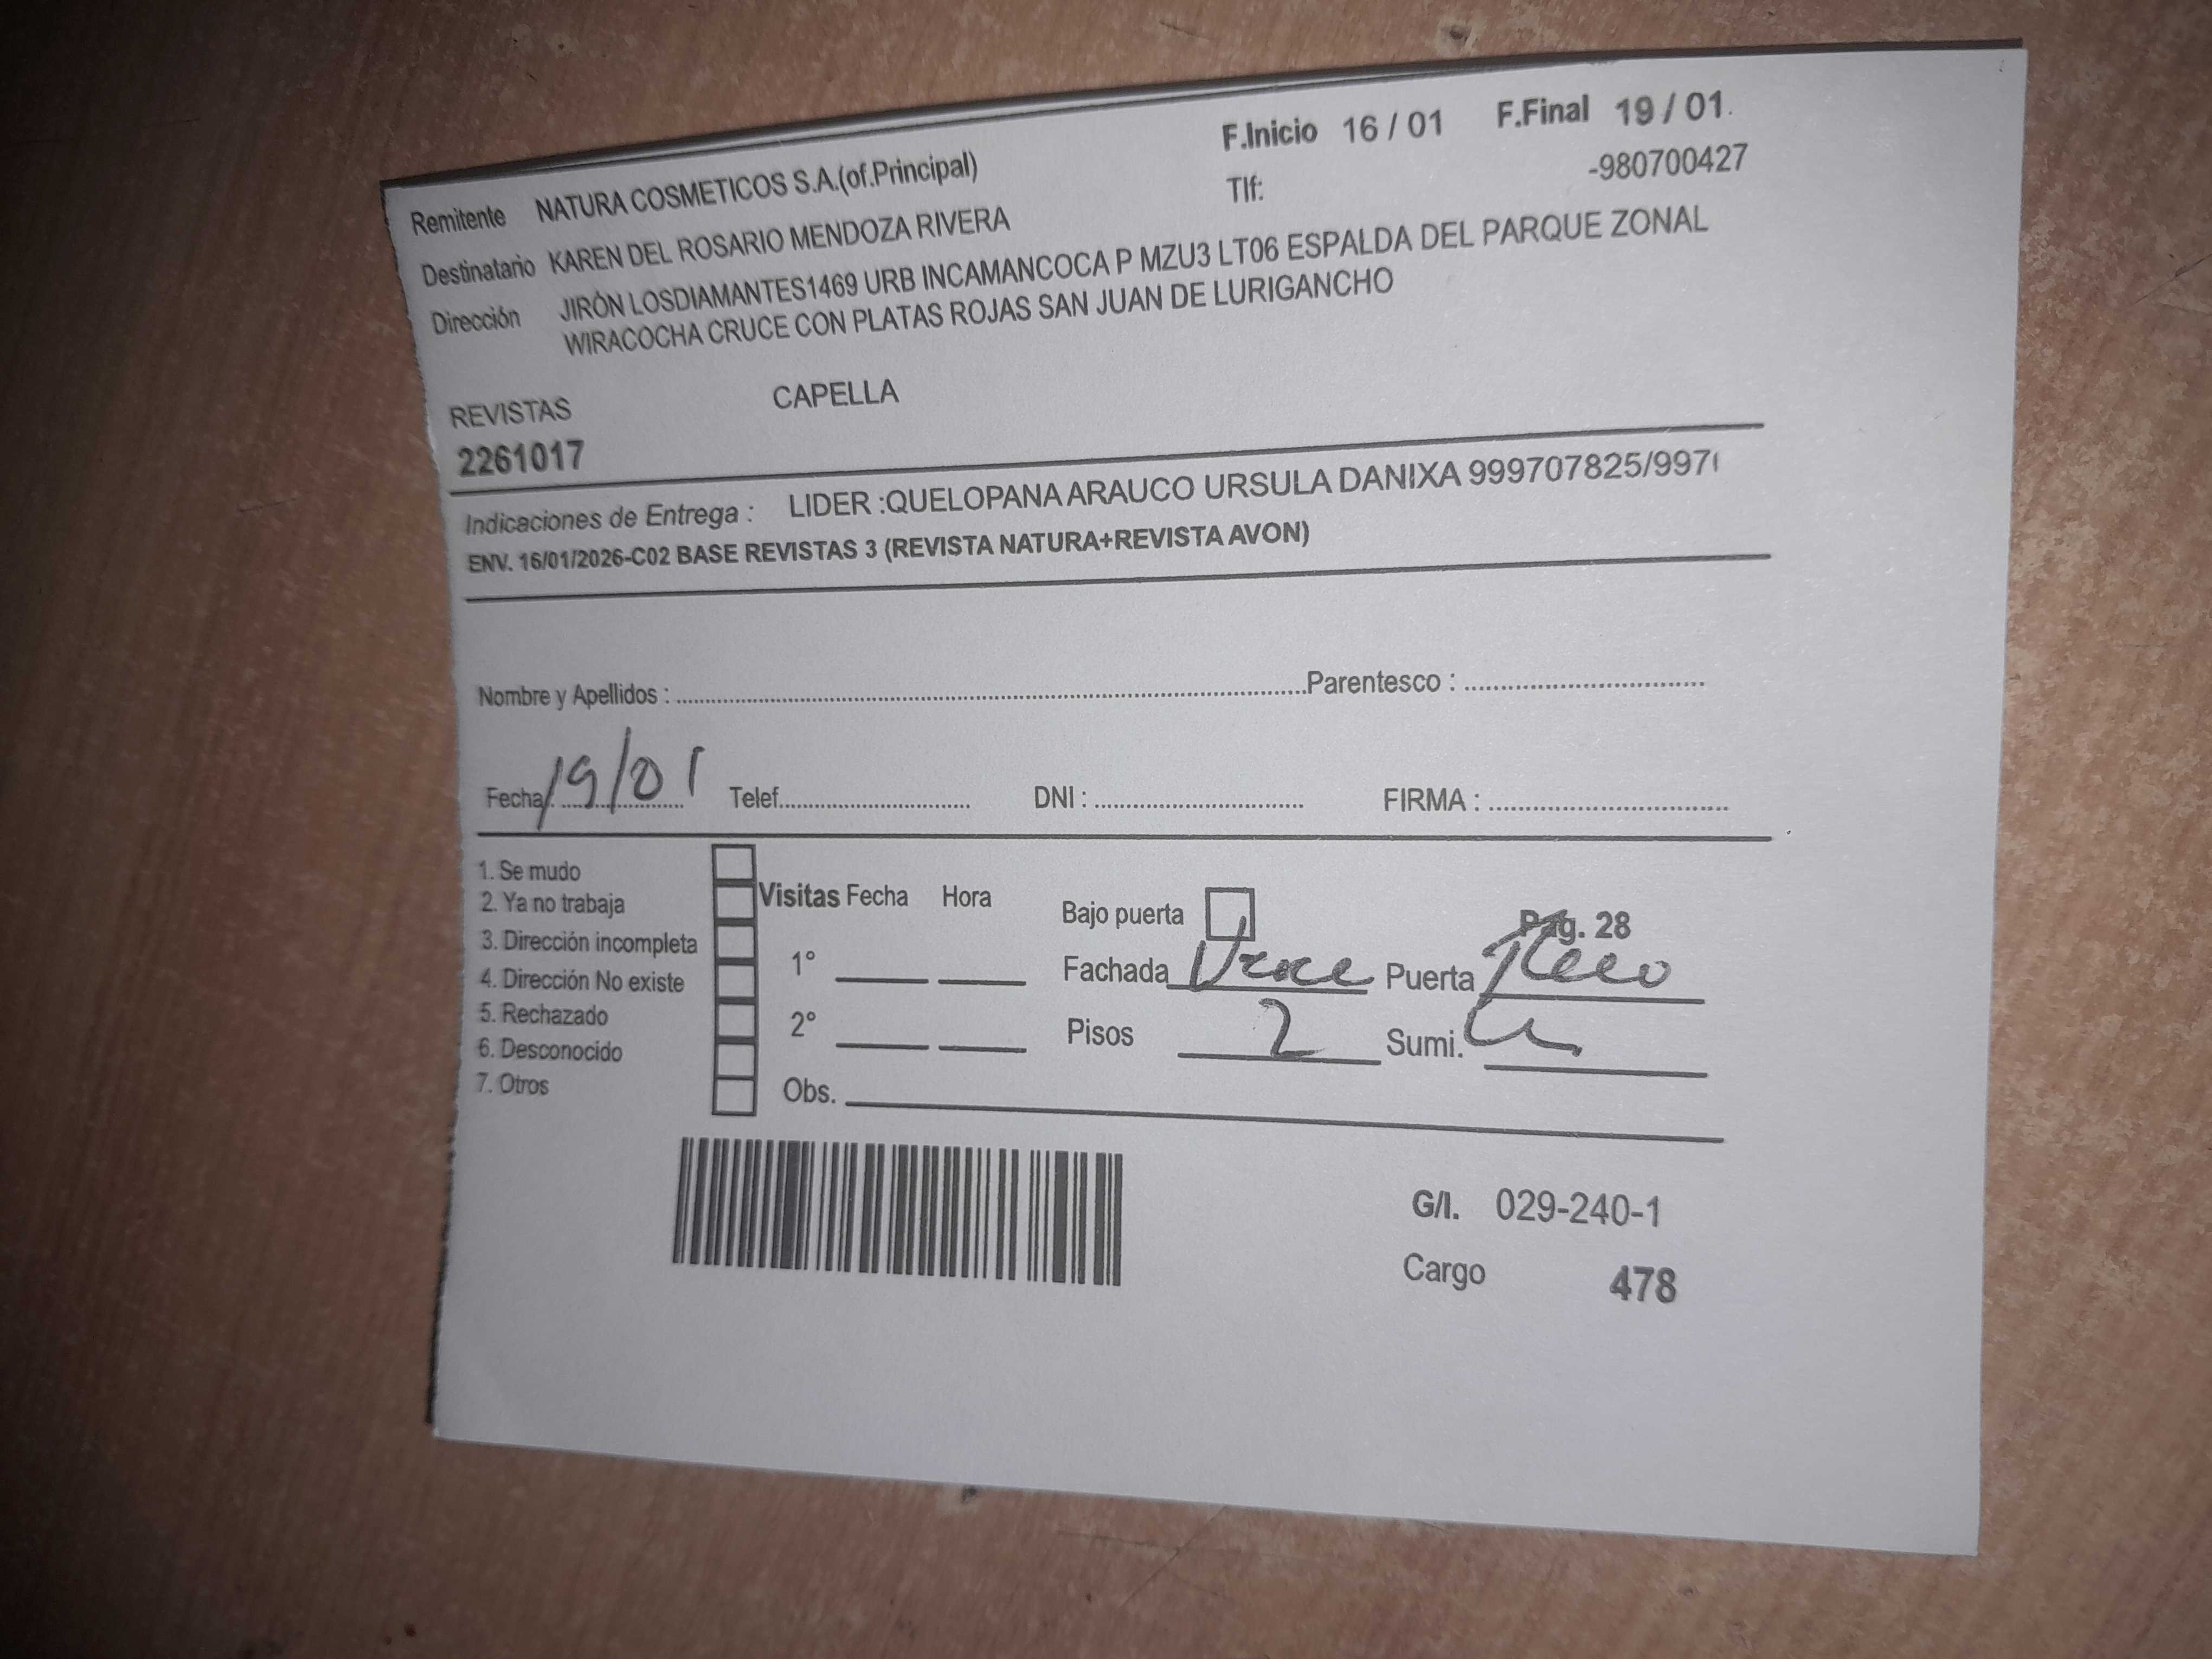 F.Inicio 16 / 01 F.Final 19 / 01
Remitente NATURA COSMETICOS S.A.(of.Principal) Tlf: -980700427
Destinatario KAREN DEL ROSARIO MENDOZA RIVERA
Dirección JIRÓN LOSDIAMANTES1469 URB INCAMANCOCA P MZU3 LT06 ESPALDA DEL PARQUE ZONAL
WIRACOCHA CRUCE CON PLATAS ROJAS SAN JUAN DE LURIGANCHO
REVISTAS CAPELLA
2261017
Indicaciones de Entrega : LIDER :QUELOPANA ARAUCO URSULA DANIXA 999707825/997
ENV. 16/01/2026-C02 BASE REVISTAS 3 (REVISTA NATURA+REVISTA AVON)
Nombre y Apellidos : Parentesco :
Fecha 19/01 Telef. DNI : FIRMA :
1. Se mudo
2. Ya no trabaja Visitas Fecha Hora Bajo puerta Pag. 28
3. Dirección incompleta
4. Dirección No existe 1° Fachada Puerta
5. Rechazado
6. Desconocido 2° Pisos 2 Sumi.
7. Otros Obs.
G/I. 029-240-1
Cargo 478